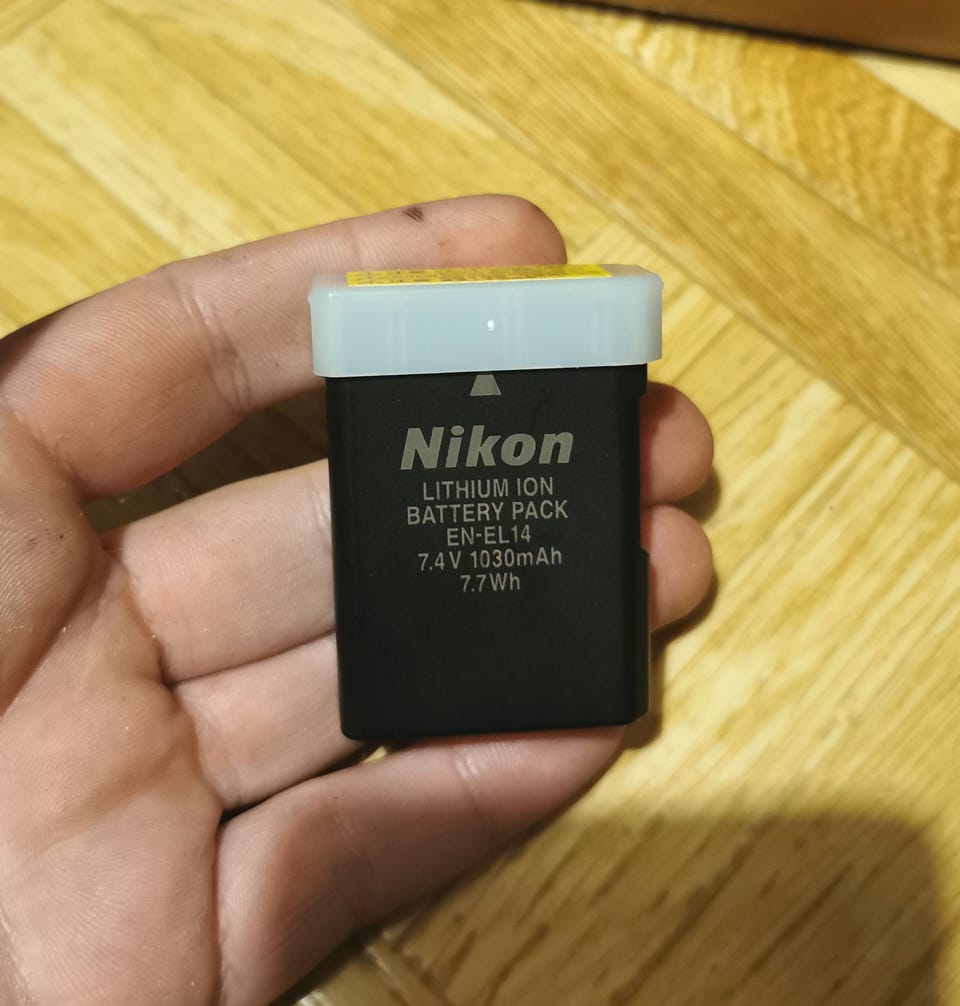 Nikon
LITHIUM ION
BATTERY PACK
EN-EL14
7.4V 1030mAh
7.7Wh